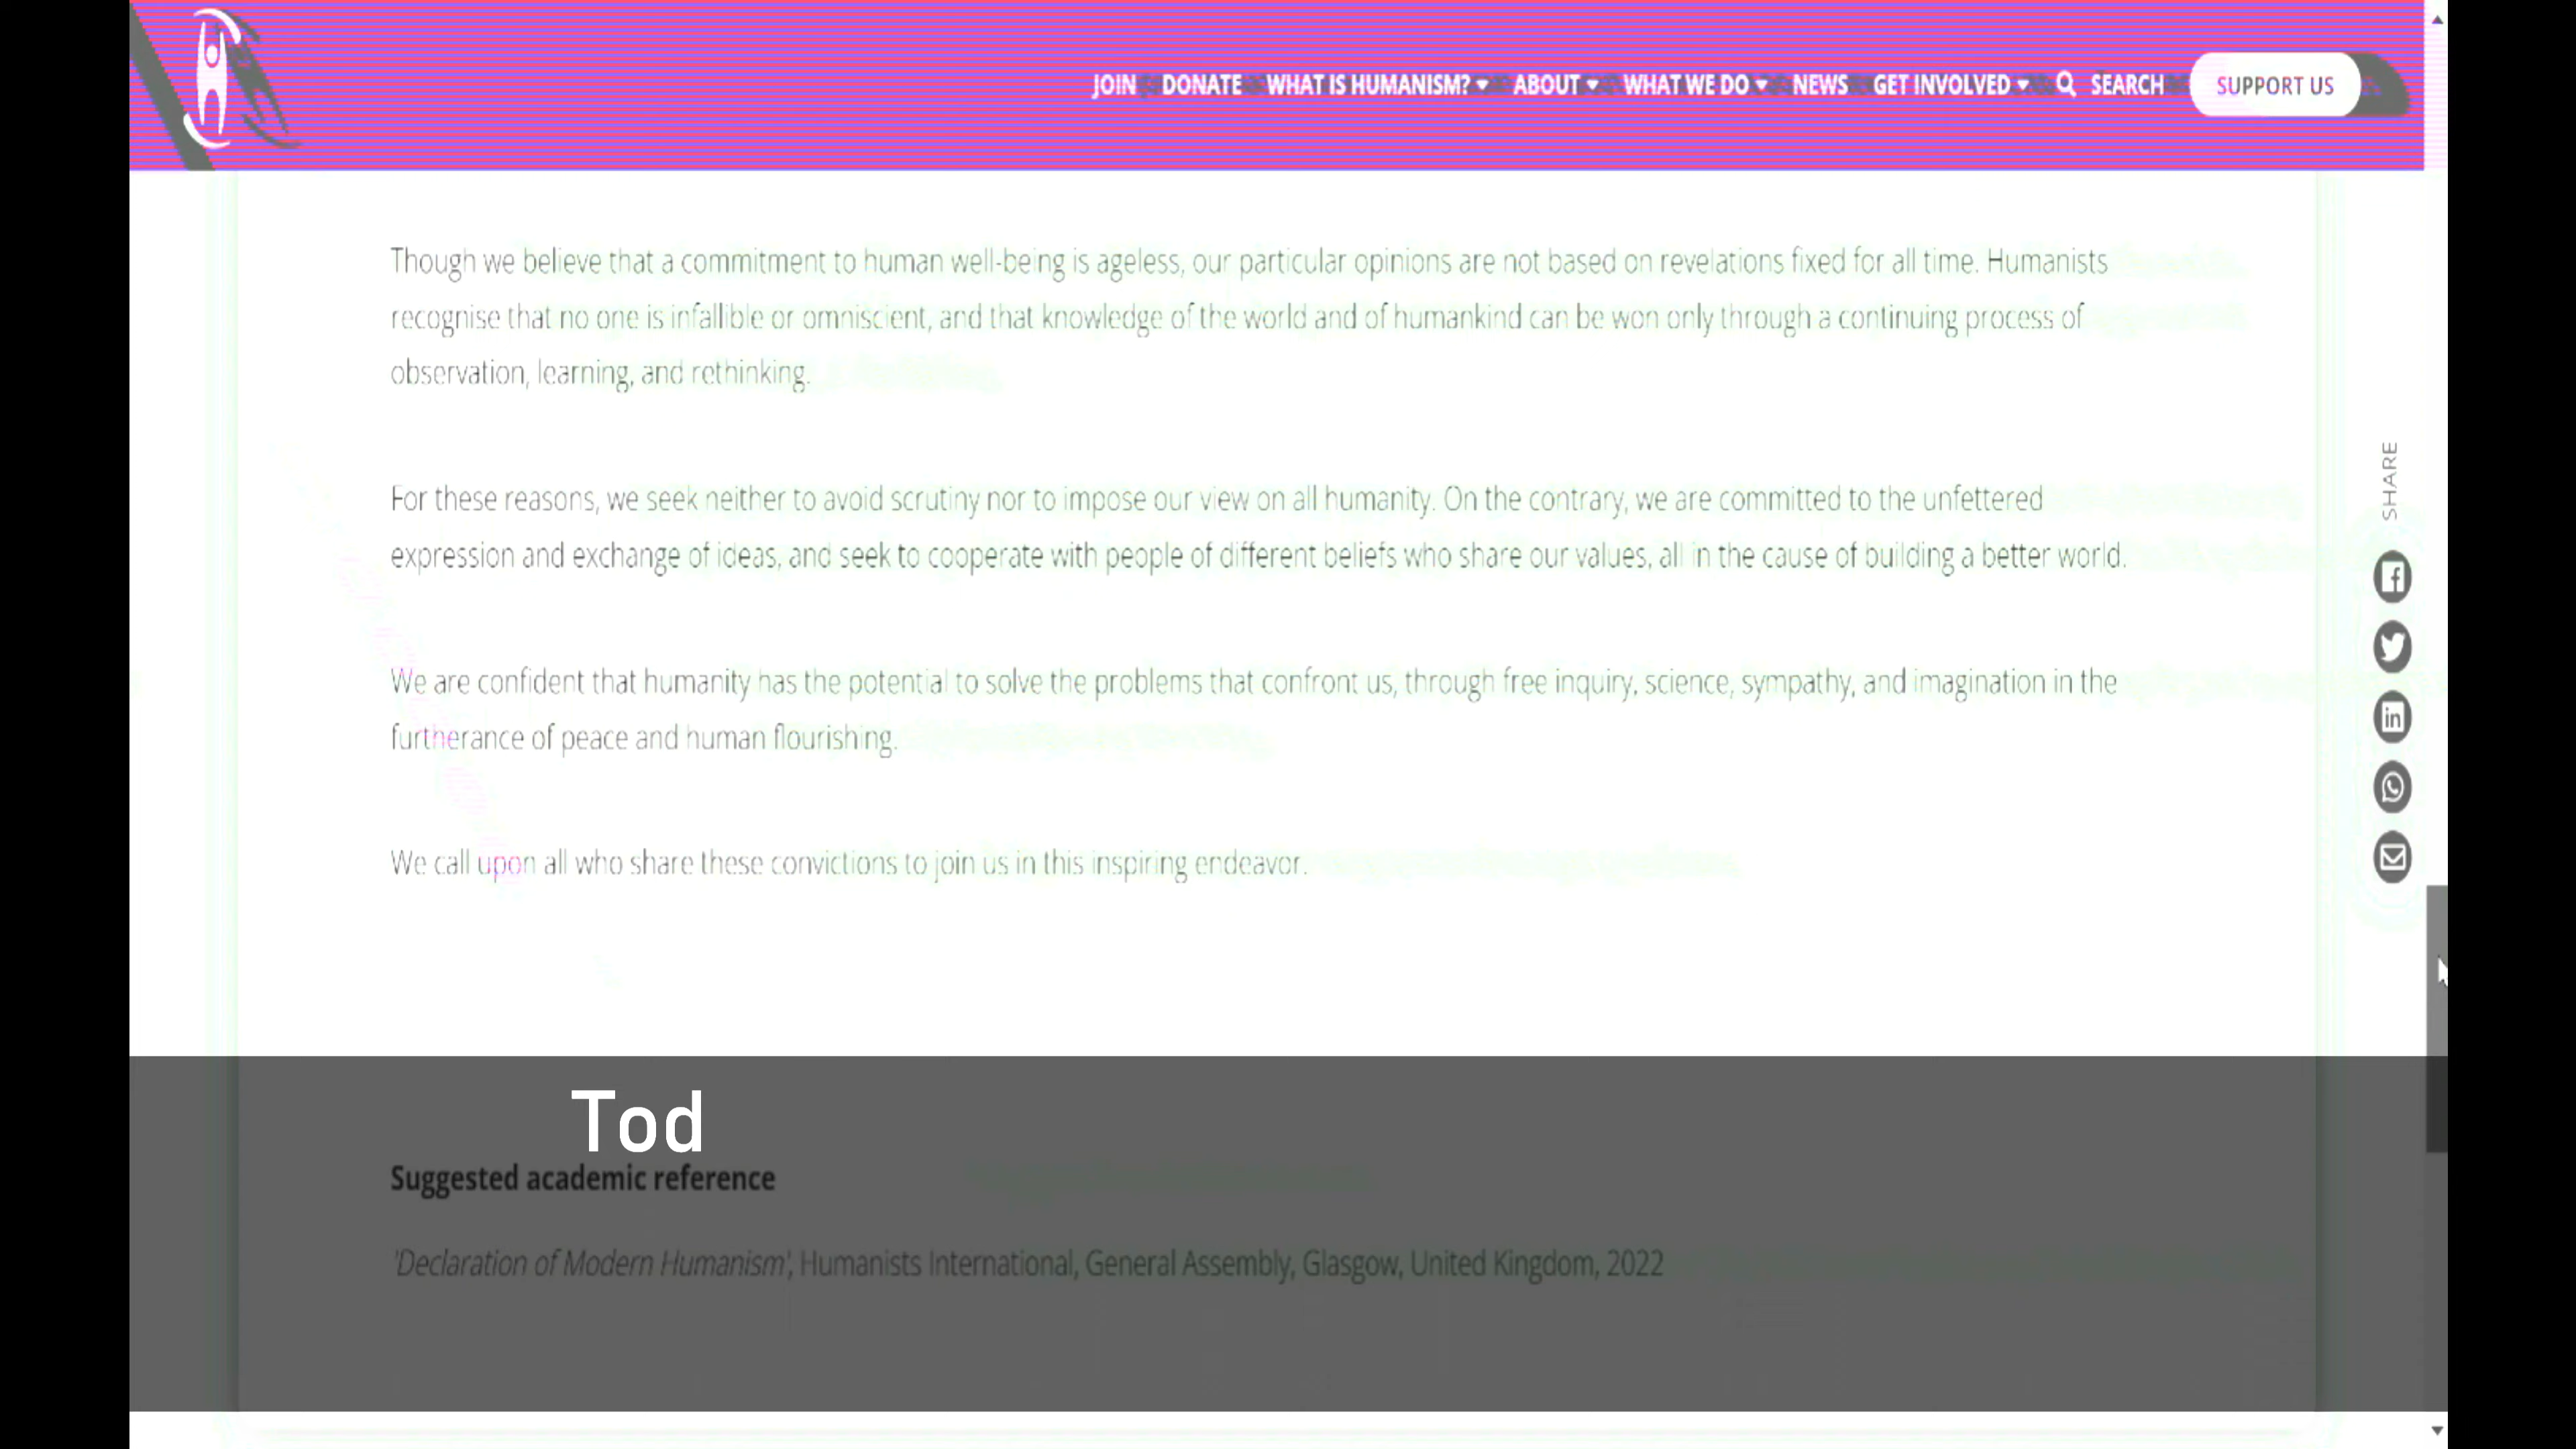 JOIN DONATE WHAT IS HUMANISM? ABOUT WHAT WE DO NEWS GET INVOLVED SEARCH SUPPORT US
Though we believe that a commitment to human well-being is ageless, our particular opinions are not based on revelations fixed for all time. Humanists
recognise that no one is infallible or omniscient, and that knowledge of the world and of humankind can be won only through a continuing process of
observation, learning, and rethinking.
For these reasons, we seek neither to avoid scrutiny nor to impose our view on all humanity. On the contrary, we are committed to the unfettered
expression and exchange of ideas, and seek to cooperate with people of different beliefs who share our values, all in the cause of building a better world.
We are confident that humanity has the potential to solve the problems that confront us, through free inquiry, science, sympathy, and imagination in the
furtherance of peace and human flourishing.
We call upon all who share these convictions to join us in this inspiring endeavor.
SHARE
Tod
Suggested academic reference
'Declaration of Modern Humanism', Humanists International, General Assembly, Glasgow, United Kingdom, 2022